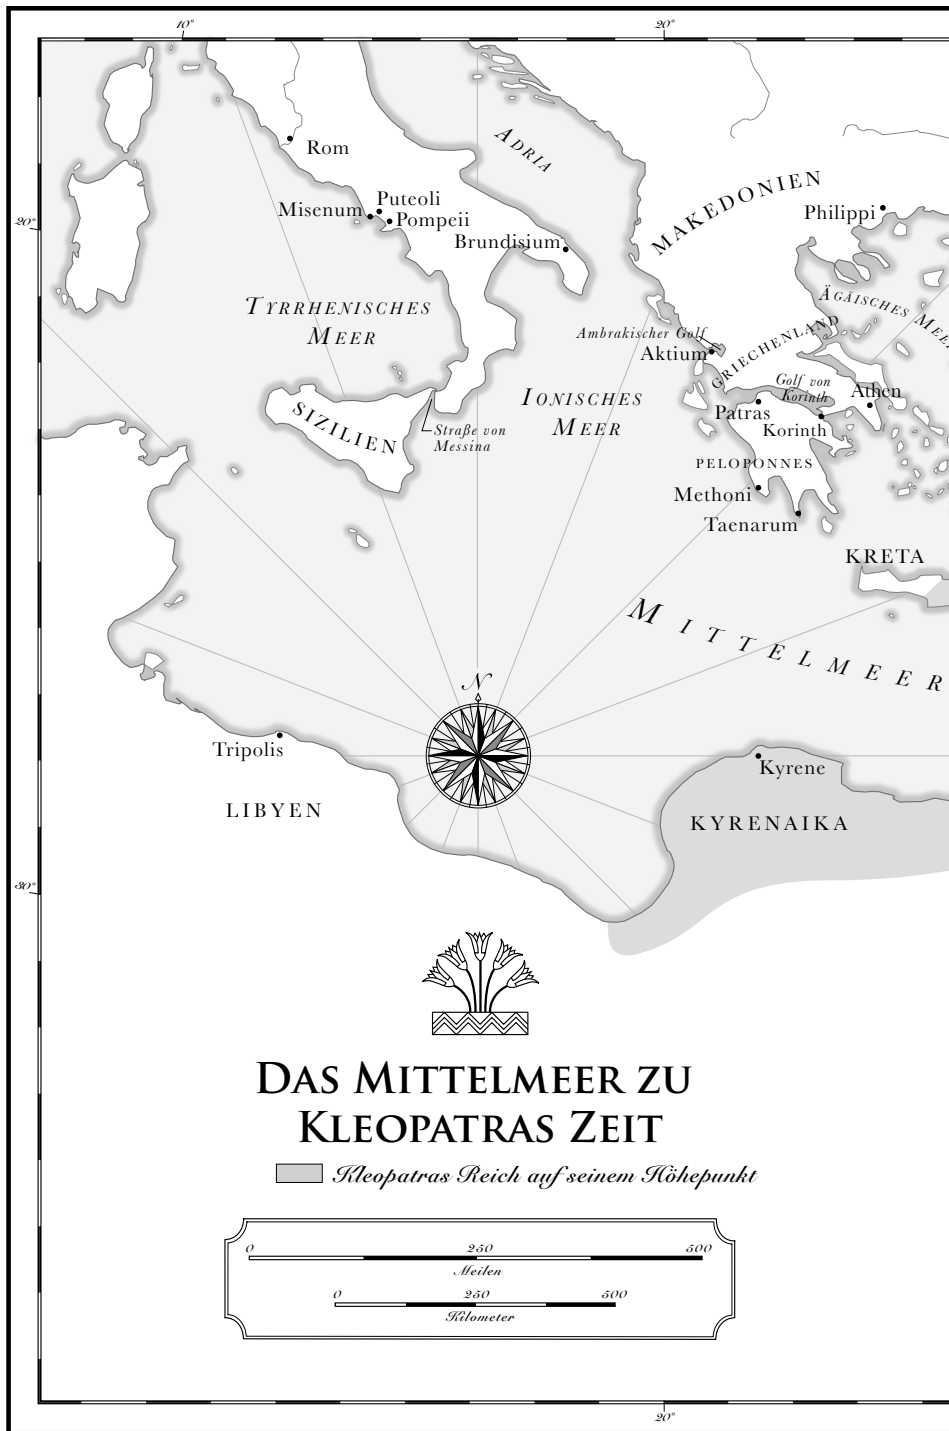 10°
20°
ADRIA
Rom
MAKEDONIEN
Puteoli
Misenum
Pompeii
Philippi
20°
Brundisium
TYRRHENISCHES
MEER
ÄGÄISCHES MEER
Ambrakischer Golf
Aktium
GRIECHENLAND
Golf von
Korinth
Athen
IONISCHES
MEER
SIZILIEN
Straße von
Messina
Patras
Korinth
PELOPONNES
Methoni
Taenarum
KRETA
MITTELMEER
N
Tripolis
Kyrene
LIBYEN
KYRENAIKA
30°
DAS MITTELMEER ZU
KLEOPATRAS ZEIT
Kleopatras Reich auf seinem Höhepunkt
0 250 500
Meilen
0 250 500
Kilometer
20°